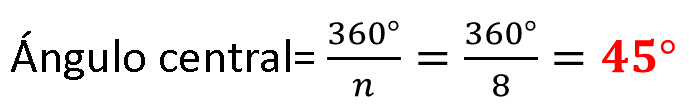 Ángulo central= 360°/n = 360°/8 = 45°